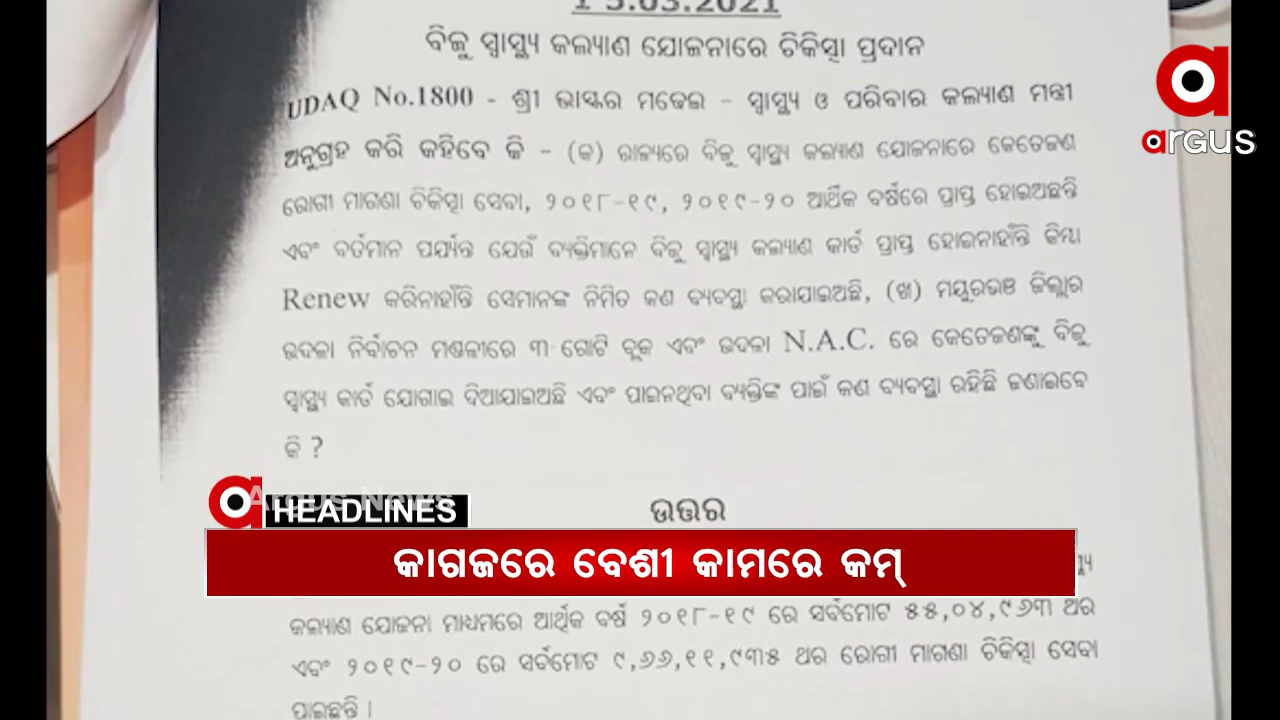 ବିଜୁ ସ୍ୱାସ୍ଥ୍ୟ କଲ୍ୟାଣ ଯୋଜନାରେ ଚିକିତ୍ସା ପ୍ରଦାନ
UDAQ No.1800 - ଶ୍ରୀ ଭାସ୍କର ମଢେଇ – ସ୍ୱାସ୍ଥ୍ୟ ଓ ପରିବାର କଲ୍ୟାଣ ମନ୍ତ୍ରୀ
ଅନୁଗ୍ରହ କରି କହିବେ କି – (କ) ରାଜ୍ୟରେ ବିଜୁ ସ୍ୱାସ୍ଥ୍ୟ କଲ୍ୟାଣ ଯୋଜନାରେ କେତେଜଣ
ରୋଗୀ ମାଗଣା ଚିକିତ୍ସା ସେବା, ୨୦୧୮-୧୯, ୨୦୧୯-୨୦ ଆର୍ଥିକ ବର୍ଷରେ ପ୍ରାପ୍ତ ହୋଇଅଛନ୍ତି
ଏବଂ ବର୍ତମାନ ପର୍ଯ୍ୟନ୍ତ ଯେଉଁ ବ୍ୟକ୍ତିମାନେ ବିଜୁ ସ୍ୱାସ୍ଥ୍ୟ କଲ୍ୟାଣ କାର୍ଡ ପ୍ରାପ୍ତ ହୋଇନାହାଁନ୍ତି କିମ୍ବା
Renew କରିନାହାଁନ୍ତି ସେମାନଙ୍କ ନିମିତ କଣ ବ୍ୟବସ୍ଥା କରାଯାଇଅଛି, (ଖ) ମୟୁରଭଞ୍ଜ ଜିଲ୍ଲାର
ଉଦଳା ନିର୍ବାଚନ ମଣ୍ଡଳୀରେ ୩ ଗୋଟି ବ୍ଲକ ଏବଂ ଉଦଳା N.A.C. ରେ କେତେଜଣଙ୍କୁ ବିଜୁ
ସ୍ୱାସ୍ଥ୍ୟ କାର୍ଡ ଯୋଗାଇ ଦିଆଯାଇଅଛି ଏବଂ ପାଇନଥିବା ବ୍ୟକ୍ତିଙ୍କ ପାଇଁ କଣ ବ୍ୟବସ୍ଥା ରହିଛି ଜଣାଇବେ
କି ?
ଉତ୍ତର
କଲ୍ୟାଣ ଯୋଜନା ମାଧ୍ୟମରେ ଆର୍ଥିକ ବର୍ଷ ୨୦୧୮-୧୯ ରେ ସର୍ବମୋଟ ୫୫,୦୪,୯୬୩ ଥର
ଏବଂ ୨୦୧୯-୨୦ ରେ ସର୍ବମୋଟ ୯,୬୬,୧୧,୯୩୫ ଥର ରୋଗୀ ମାଗଣା ଚିକିତ୍ସା ସେବା
ପାଇଛନ୍ତି ।
argus
Argus News
HEADLINES
କାଗଜରେ ବେଶୀ କାମରେ କମ୍